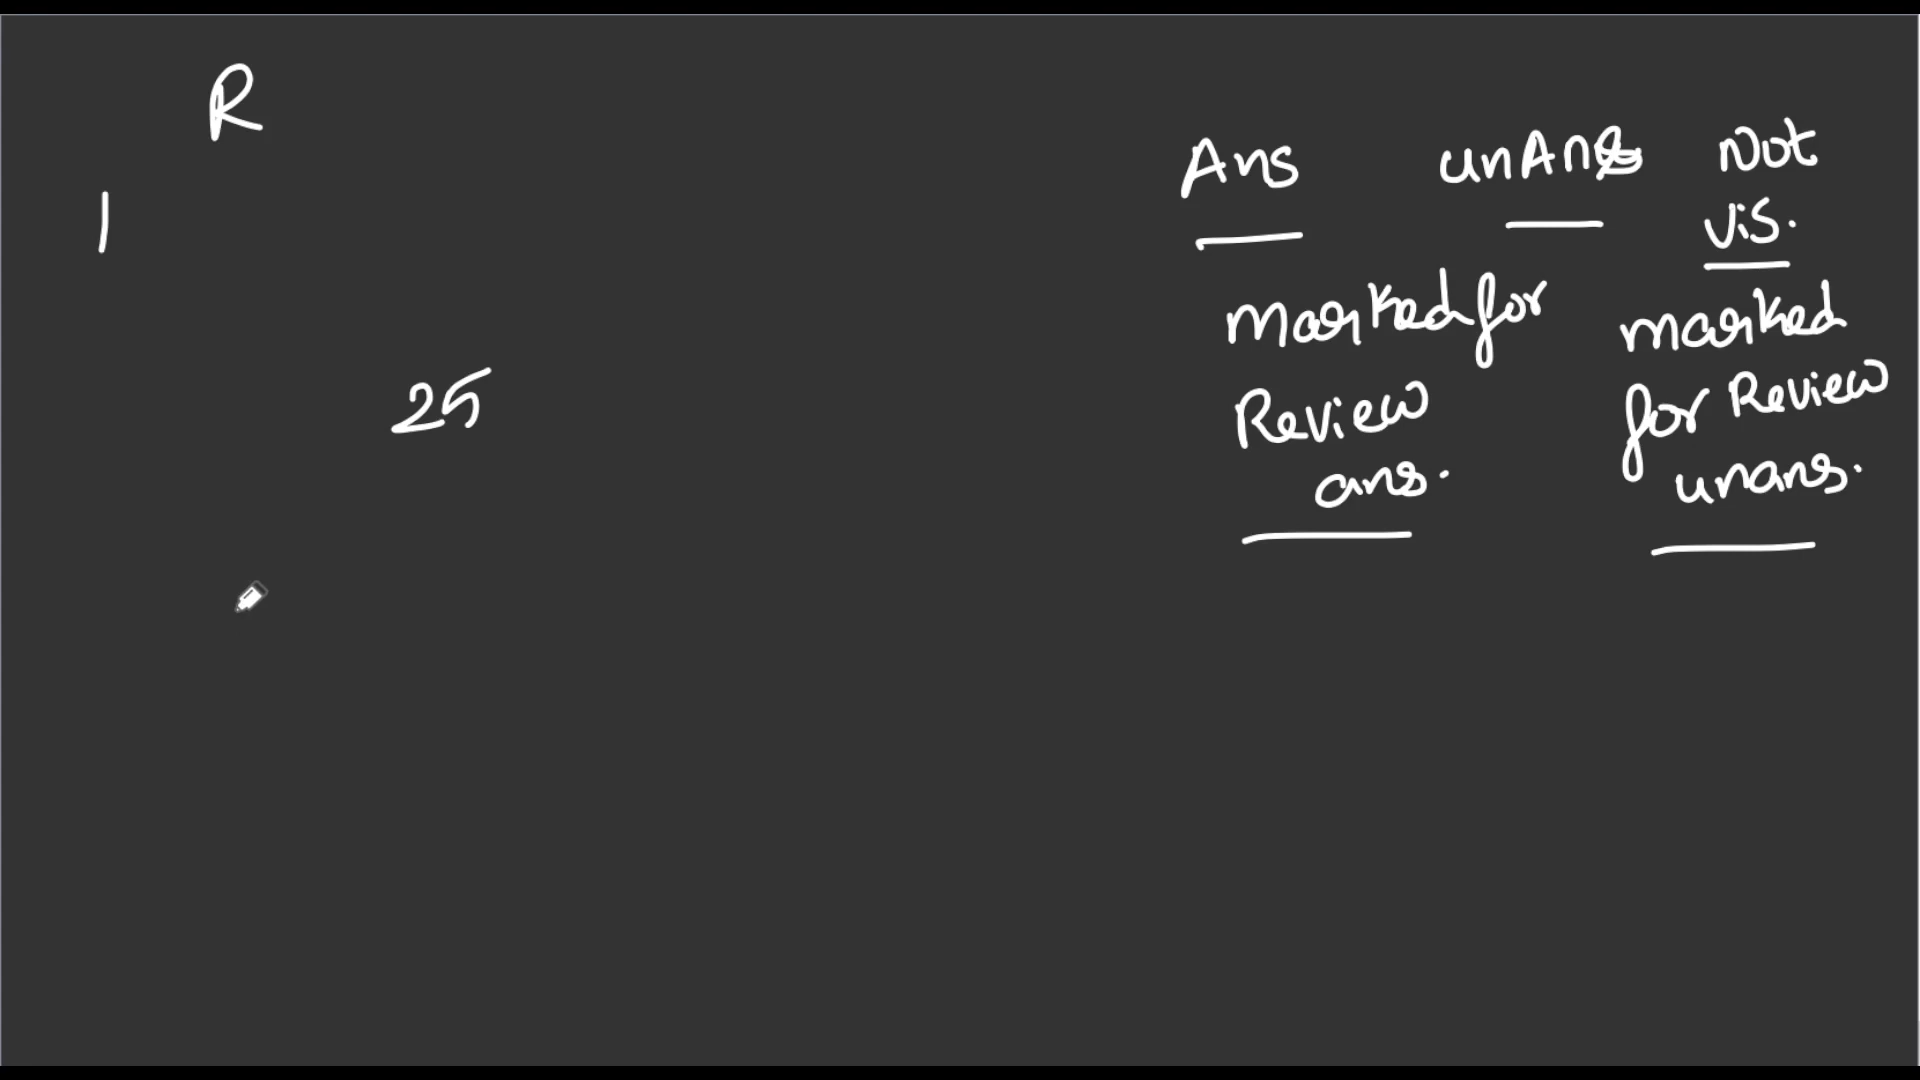 R
1
25
Ans unAns Not
Vis.
marked for marked
Review for Review
ans. unans.